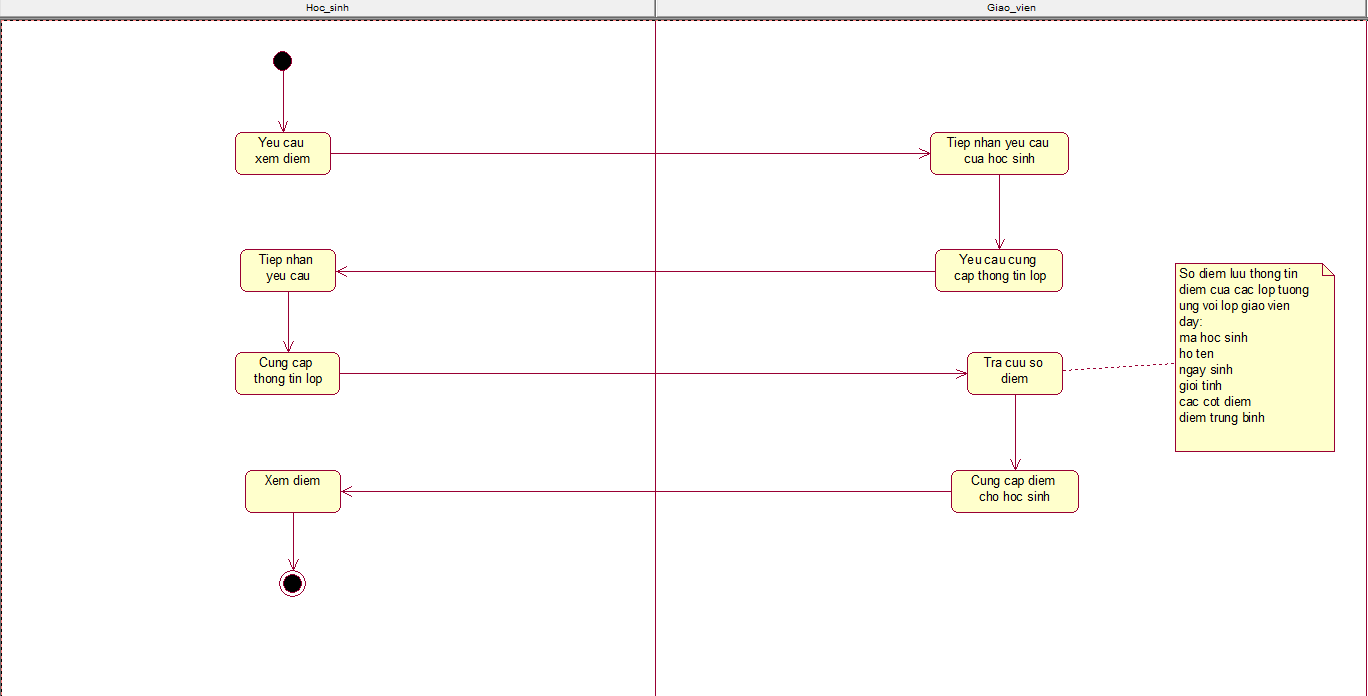 Hoc_sinh
Giao_vien
Yeu cau
xem diem
Tiep nhan yeu cau
cua hoc sinh
Tiep nhan
yeu cau
Yeu cau cung
cap thong tin lop
So diem luu thong tin
diem cua cac lop tuong
ung voi lop giao vien
day:
ma hoc sinh
ho ten
ngay sinh
gioi tinh
cac cot diem
diem trung binh
Cung cap
thong tin lop
Tra cuu so
diem
Xem diem
Cung cap diem
cho hoc sinh